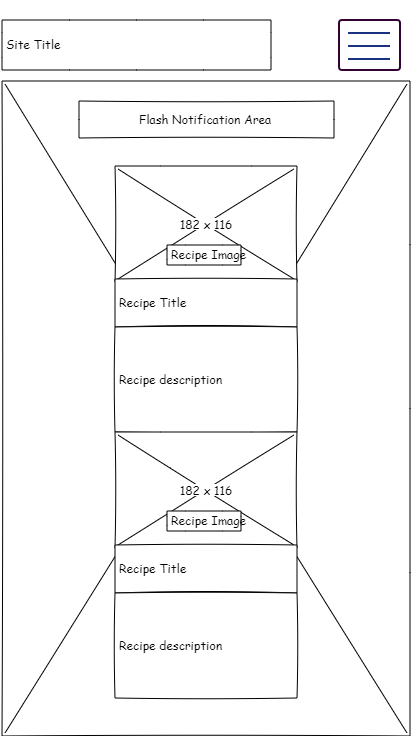 Site Title
Flash Notification Area
182 x 116
Recipe Image
Recipe Title
Recipe description
182 x 116
Recipe Image
Recipe Title
Recipe description